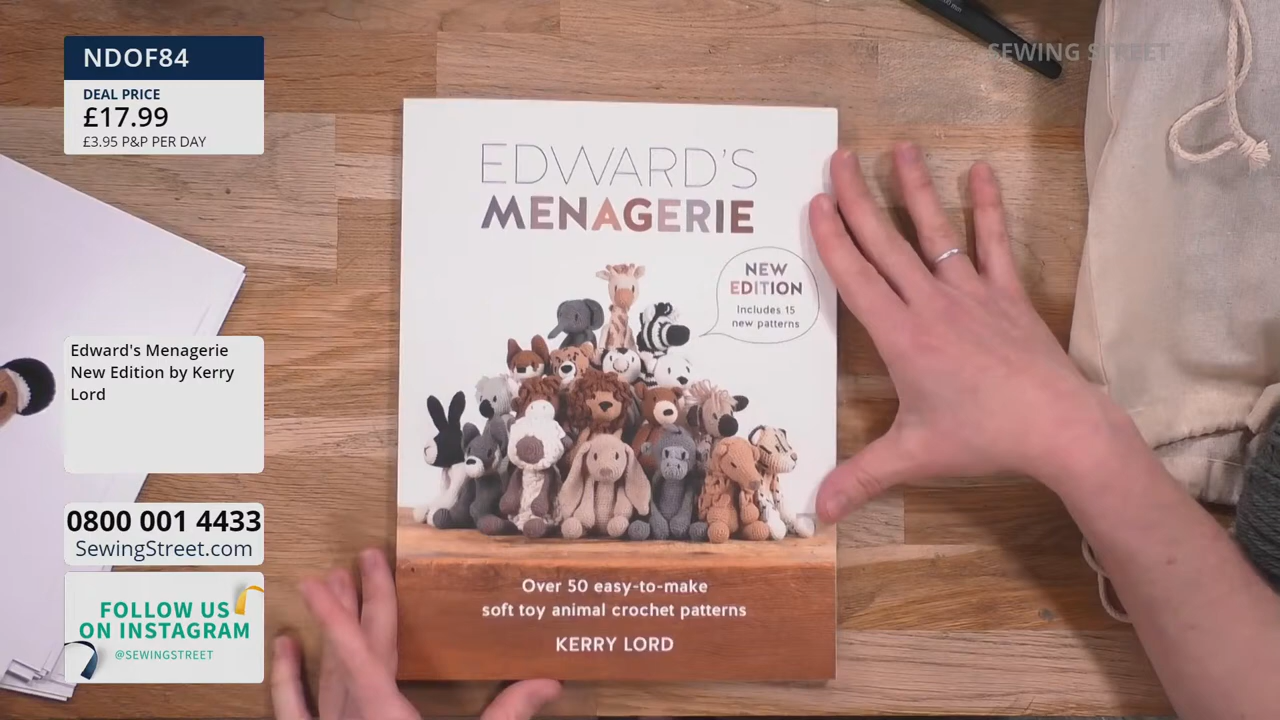 NDOF84
DEAL PRICE
£17.99
£3.95 P&P PER DAY
Edward's Menagerie
New Edition by Kerry
Lord
0800 001 4433
SewingStreet.com
FOLLOW US
ON INSTAGRAM
@SEWINGSTREET
SEWING STREET
EDWARD'S
MENAGERIE
NEW
EDITION
Includes 15
new patterns
Over 50 easy-to-make
soft toy animal crochet patterns
KERRY LORD